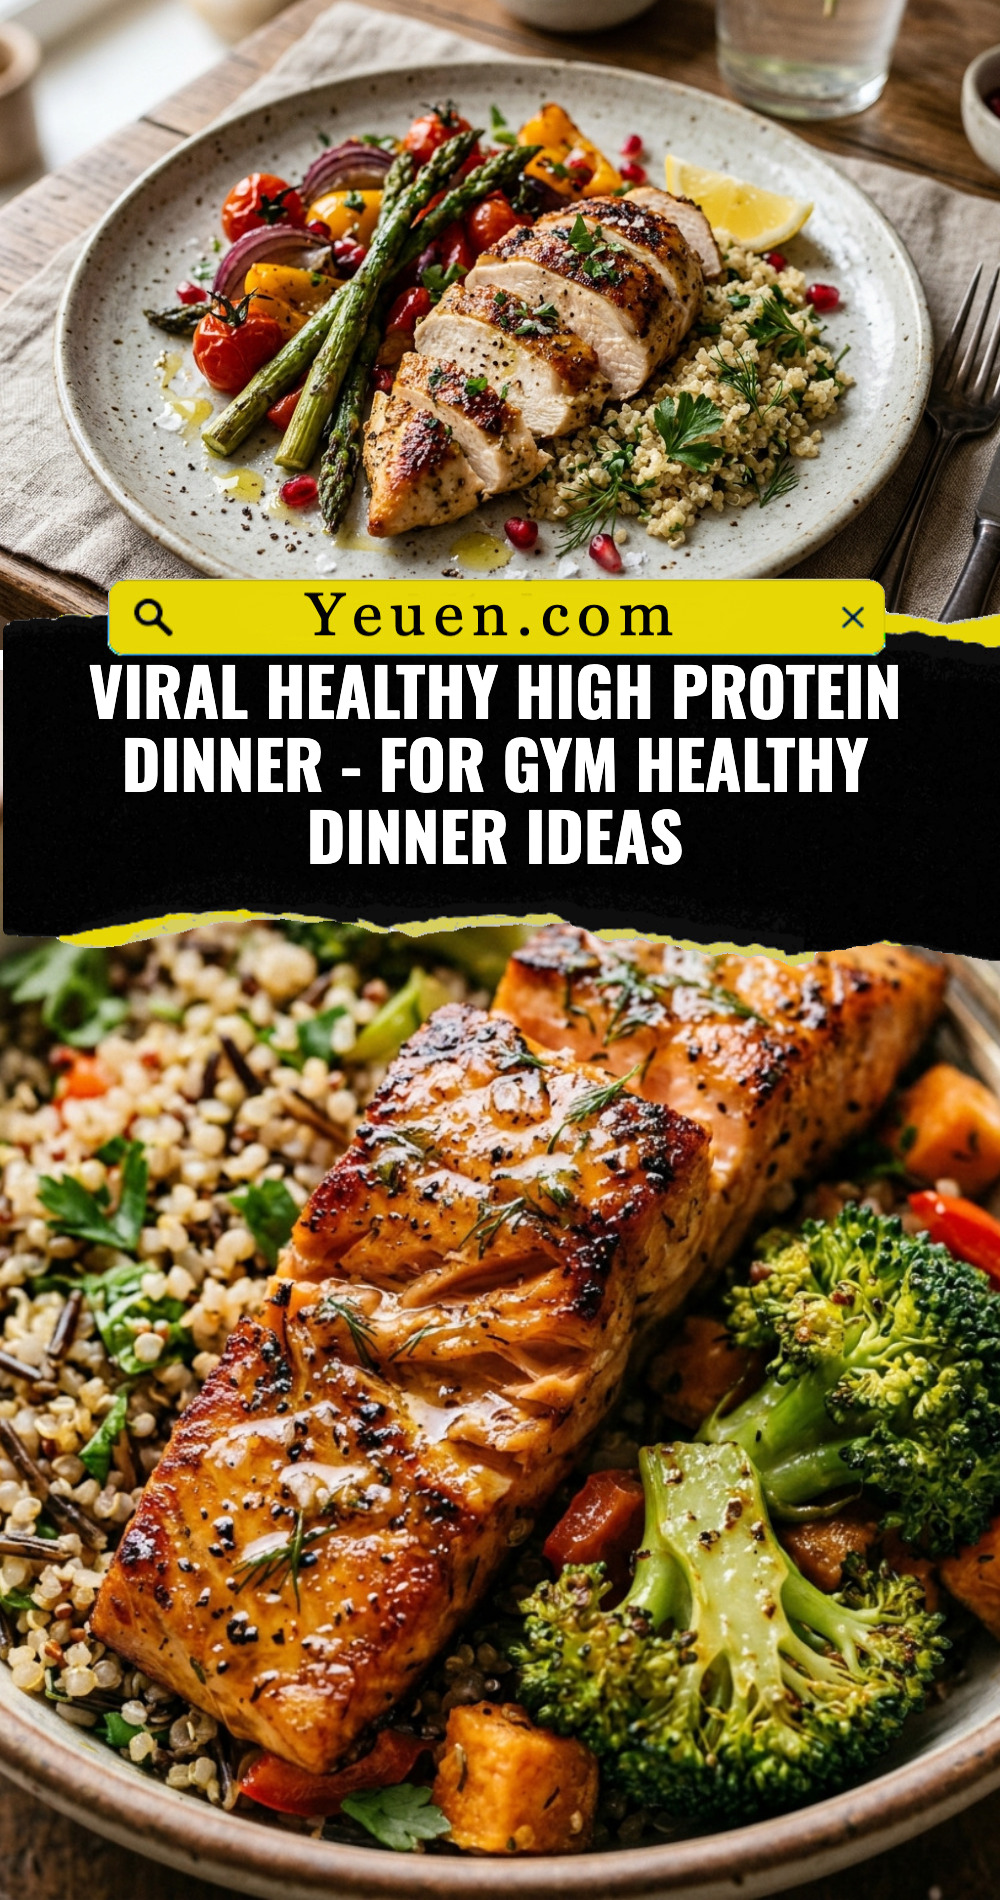 Yeuen.com
VIRAL HEALTHY HIGH PROTEIN
DINNER - FOR GYM HEALTHY
DINNER IDEAS